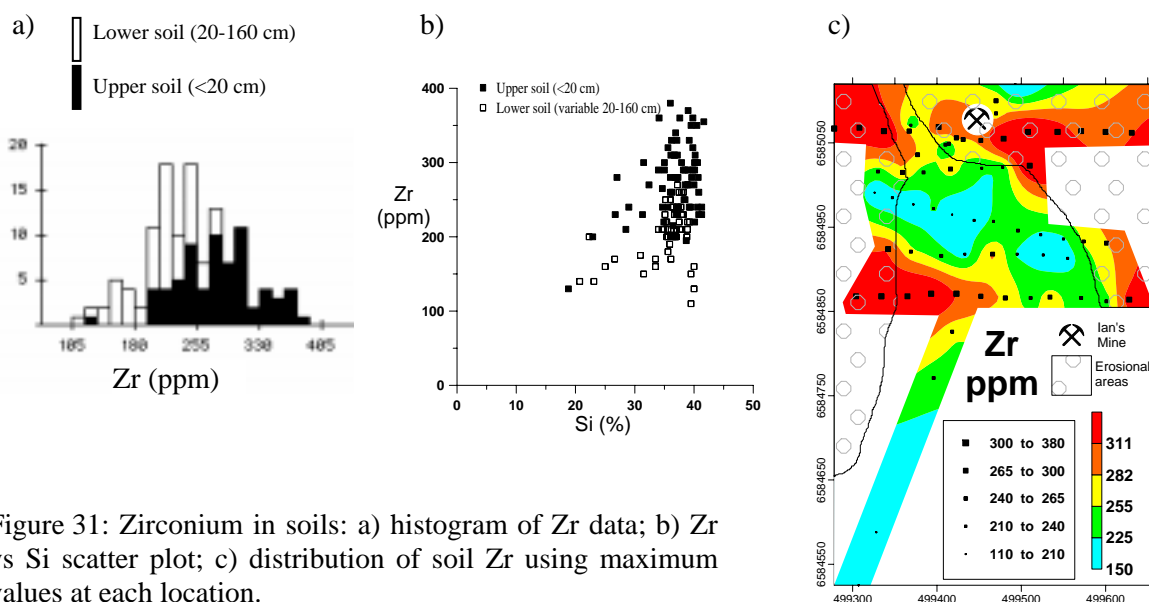 a)
Lower soil (20-160 cm)
Upper soil (<20 cm)
20
15
10
5
105 180 255 330 405
Zr (ppm)
b)
400
300
200
100
0
Zr
(ppm)
Upper soil (<20 cm)
Lower soil (variable 20-160 cm)
0 10 20 30 40 50
Si (%)
c)
6585050
6584950
6584850
6584750
6584650
6584550
499300 499400 499500 499600
Zr
ppm
Ian's
Mine
Erosional
areas
300 to 380
265 to 300
240 to 265
210 to 240
110 to 210
311
282
255
225
150
Figure 31: Zirconium in soils: a) histogram of Zr data; b) Zr
vs Si scatter plot; c) distribution of soil Zr using maximum
values at each location.